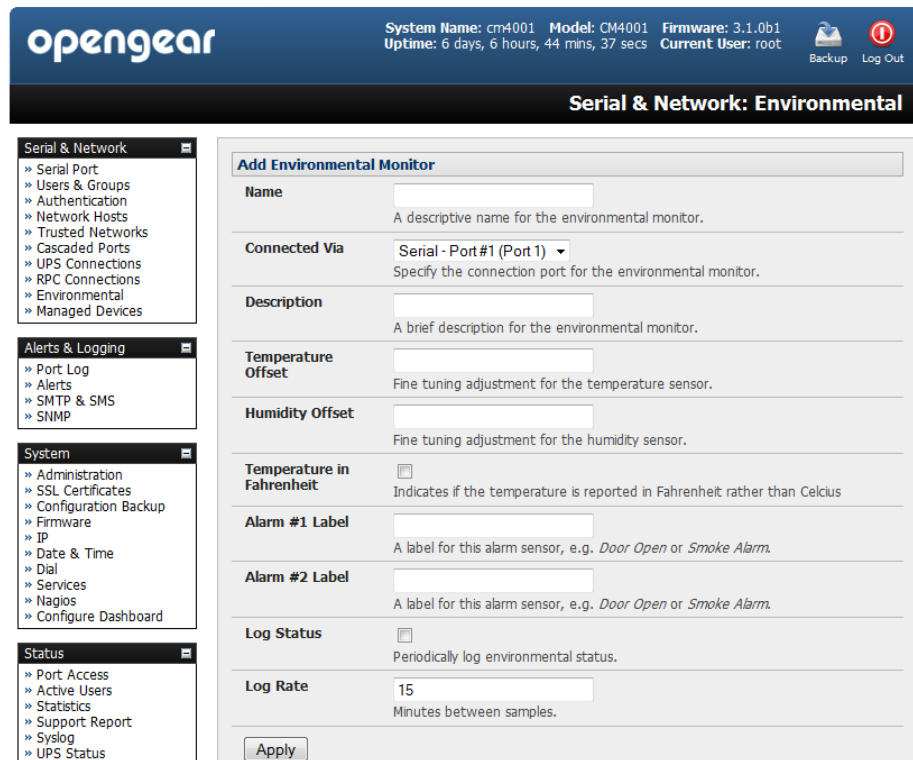 opengear
System Name: cm4001 Model: CM4001 Firmware: 3.1.0b1
Uptime: 6 days, 6 hours, 44 mins, 37 secs Current User: root
Backup
Log Out
Serial & Network: Environmental
Serial & Network
» Serial Port
» Users & Groups
» Authentication
» Network Hosts
» Trusted Networks
» Cascaded Ports
» UPS Connections
» RPC Connections
» Environmental
» Managed Devices
Alerts & Logging
» Port Log
» Alerts
» SMTP & SMS
» SNMP
System
» Administration
» SSL Certificates
» Configuration Backup
» Firmware
» IP
» Date & Time
» Dial
» Services
» Nagios
» Configure Dashboard
Status
» Port Access
» Active Users
» Statistics
» Support Report
» Syslog
» UPS Status
Add Environmental Monitor
Name
A descriptive name for the environmental monitor.
Connected Via
Serial - Port #1 (Port 1)
Specify the connection port for the environmental monitor.
Description
A brief description for the environmental monitor.
Temperature
Offset
Fine tuning adjustment for the temperature sensor.
Humidity Offset
Fine tuning adjustment for the humidity sensor.
Temperature in
Fahrenheit
Indicates if the temperature is reported in Fahrenheit rather than Celcius
Alarm #1 Label
A label for this alarm sensor, e.g. Door Open or Smoke Alarm.
Alarm #2 Label
A label for this alarm sensor, e.g. Door Open or Smoke Alarm.
Log Status
Periodically log environmental status.
Log Rate
15
Minutes between samples.
Apply